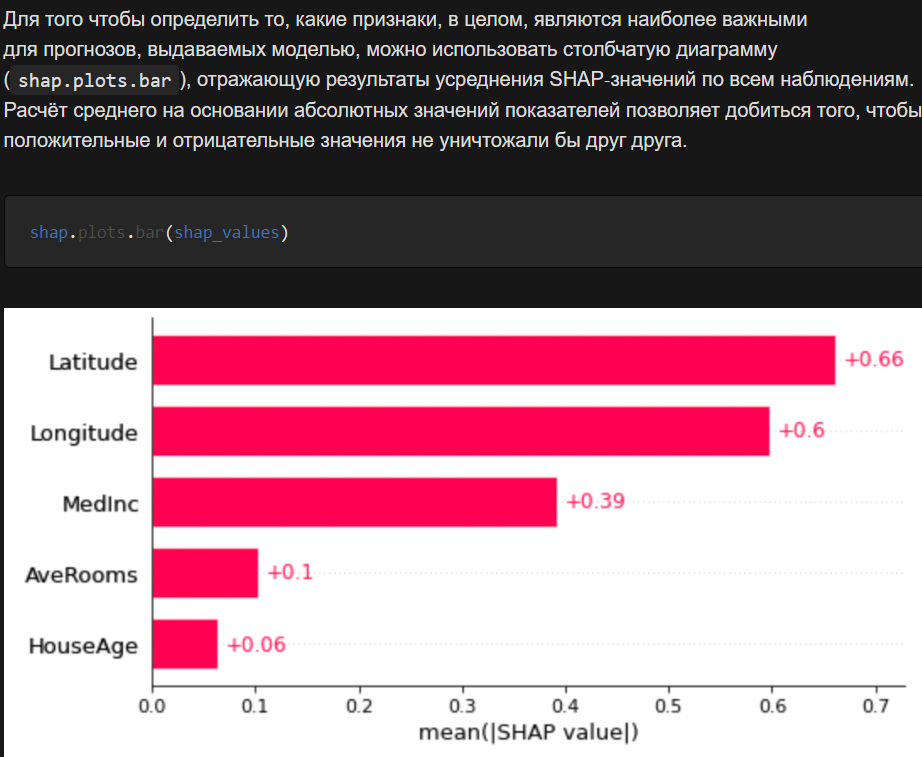 Для того чтобы определить то, какие признаки, в целом, являются наиболее важными
для прогнозов, выдаваемых моделью, можно использовать столбчатую диаграмму
(shap.plots.bar), отражающую результаты усреднения SHAP-значений по всем наблюдениям.
Расчёт среднего на основании абсолютных значений показателей позволяет добиться того, чтобы
положительные и отрицательные значения не уничтожали бы друг друга.
shap.plots.bar(shap_values)
Latitude +0.66
Longitude +0.6
MedInc +0.39
AveRooms +0.1
HouseAge +0.06
0.0 0.1 0.2 0.3 0.4 0.5 0.6 0.7
mean(|SHAP value|)